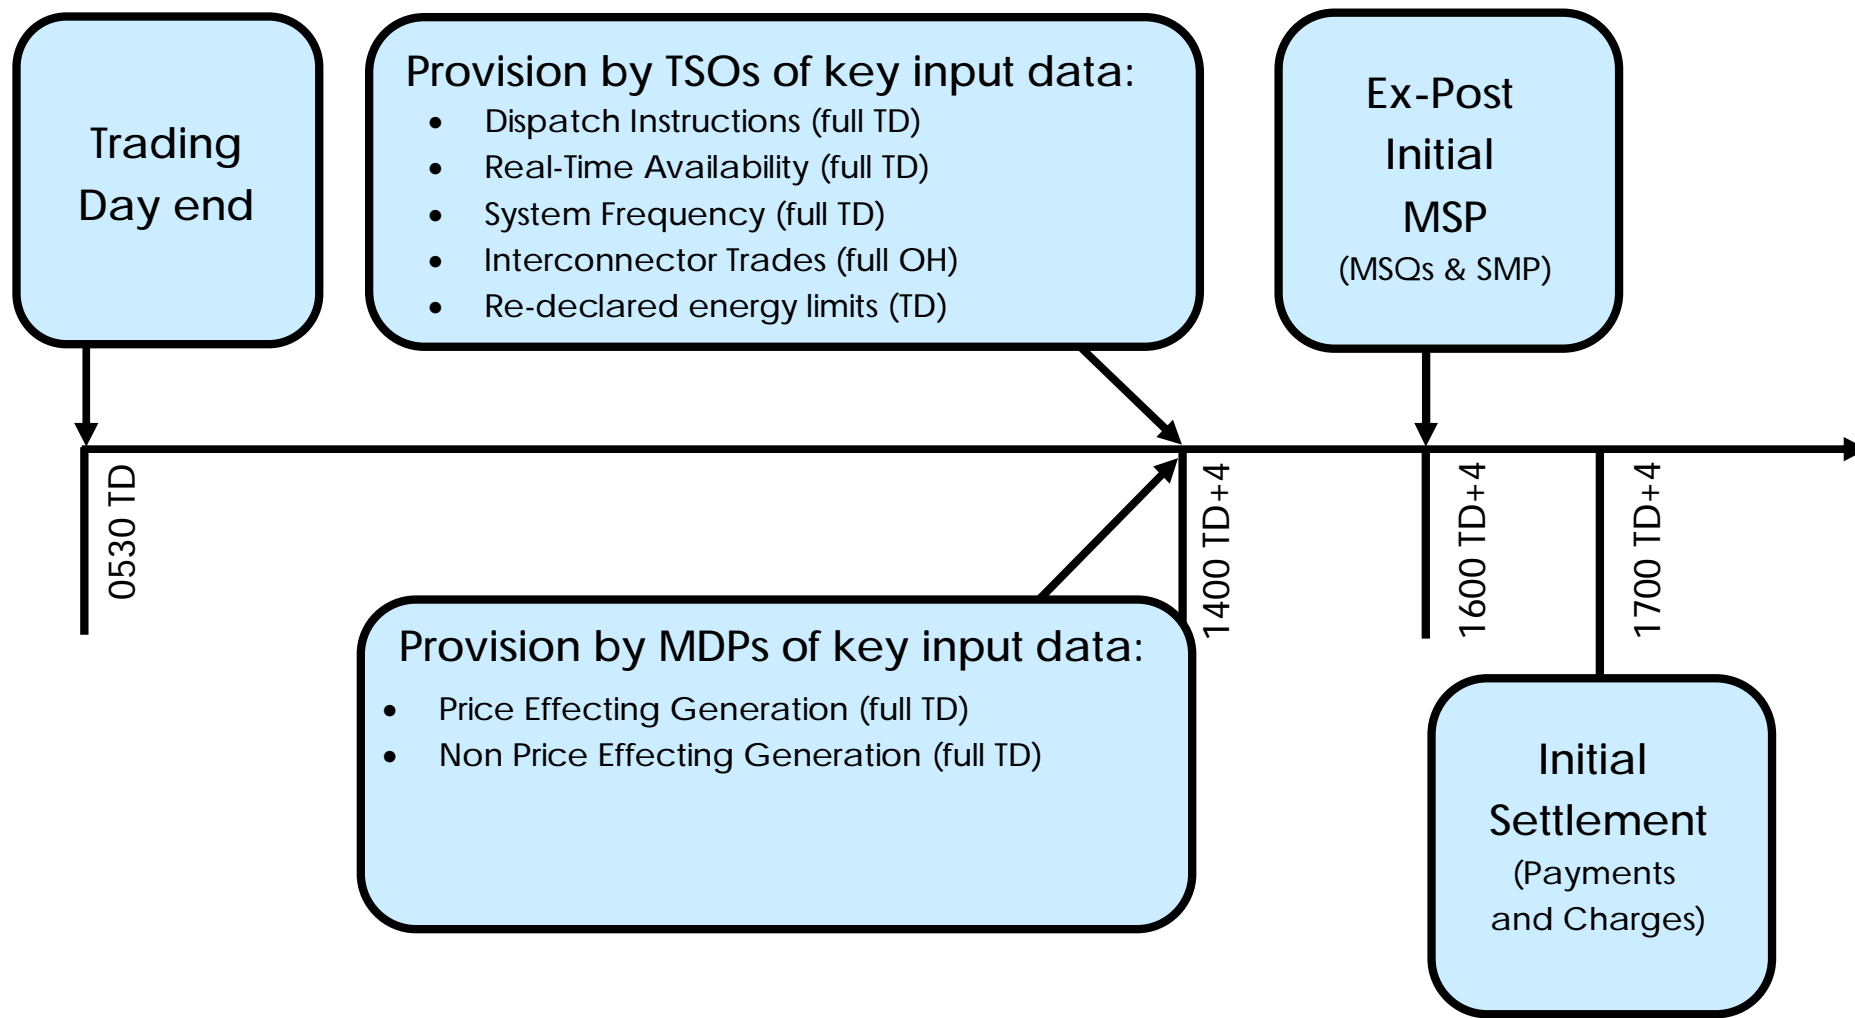 Trading
Day end
Provision by TSOs of key input data:
• Dispatch Instructions (full TD)
• Real-Time Availability (full TD)
• System Frequency (full TD)
• Interconnector Trades (full OH)
• Re-declared energy limits (TD)
Ex-Post
Initial
MSP
(MSQs & SMP)
0530 TD
1400 TD+4
1600 TD+4
1700 TD+4
Provision by MDPs of key input data:
• Price Effecting Generation (full TD)
• Non Price Effecting Generation (full TD)
Initial
Settlement
(Payments
and Charges)